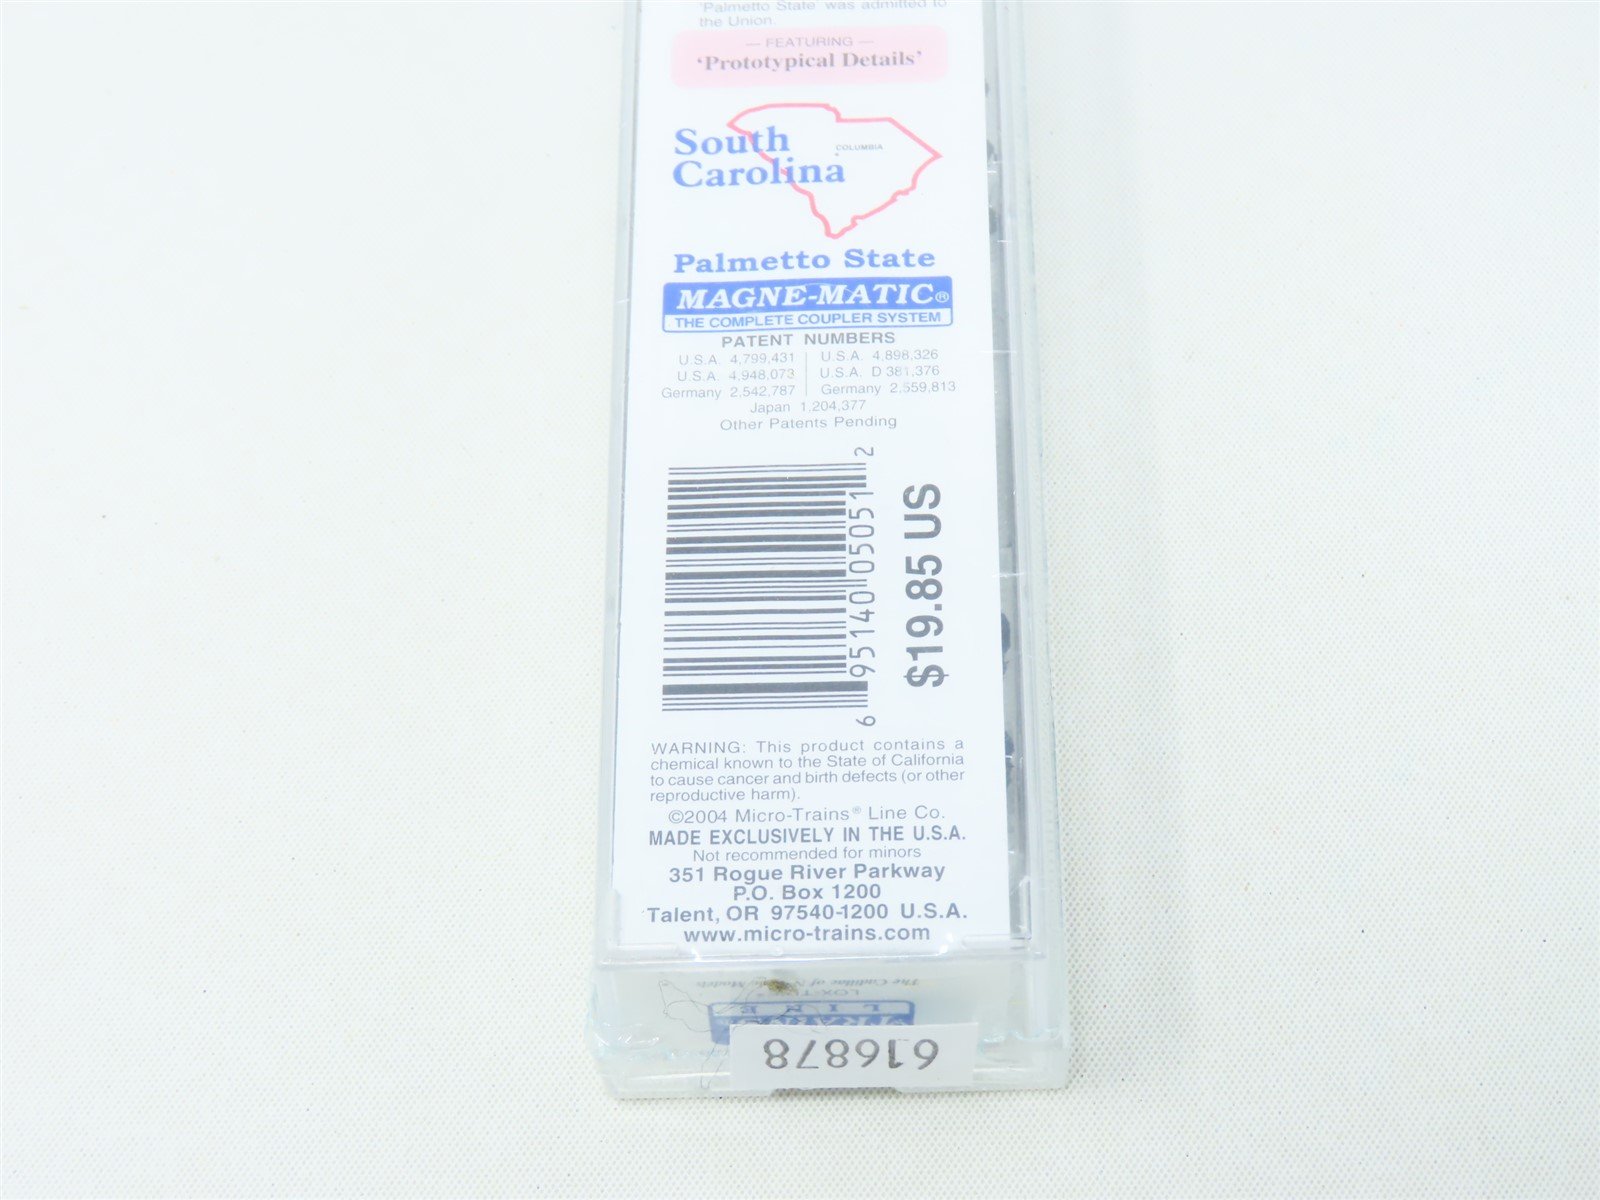 'Palmetto State' was admitted to
the Union.
— FEATURING —
'Prototypical Details'
South
Carolina
COLUMBIA
Palmetto State
MAGNE-MATIC®
THE COMPLETE COUPLER SYSTEM
PATENT NUMBERS
U.S.A. 4,799,431 | U.S.A. 4,898,326
U.S.A. 4,948,073 | U.S.A. D 381,376
Germany 2,542,787 | Germany 2,559,813
Japan 1,204,377
Other Patents Pending
6 95140 05051 2
$19.85 US
WARNING: This product contains a
chemical known to the State of California
to cause cancer and birth defects (or other
reproductive harm).
©2004 Micro-Trains® Line Co.
MADE EXCLUSIVELY IN THE U.S.A.
Not recommended for minors
351 Rogue River Parkway
P.O. Box 1200
Talent, OR 97540-1200 U.S.A.
www.micro-trains.com
The Cadillac of
LINE
616878